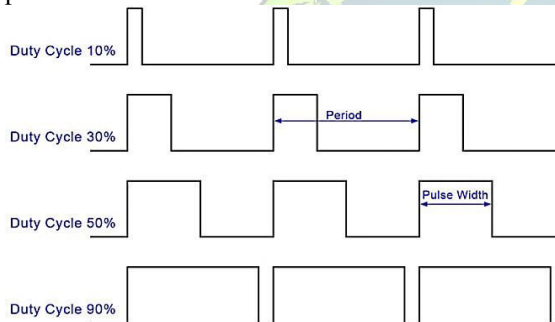 Duty Cycle 10%
Duty Cycle 30%
Period
Duty Cycle 50%
Pulse Width
Duty Cycle 90%